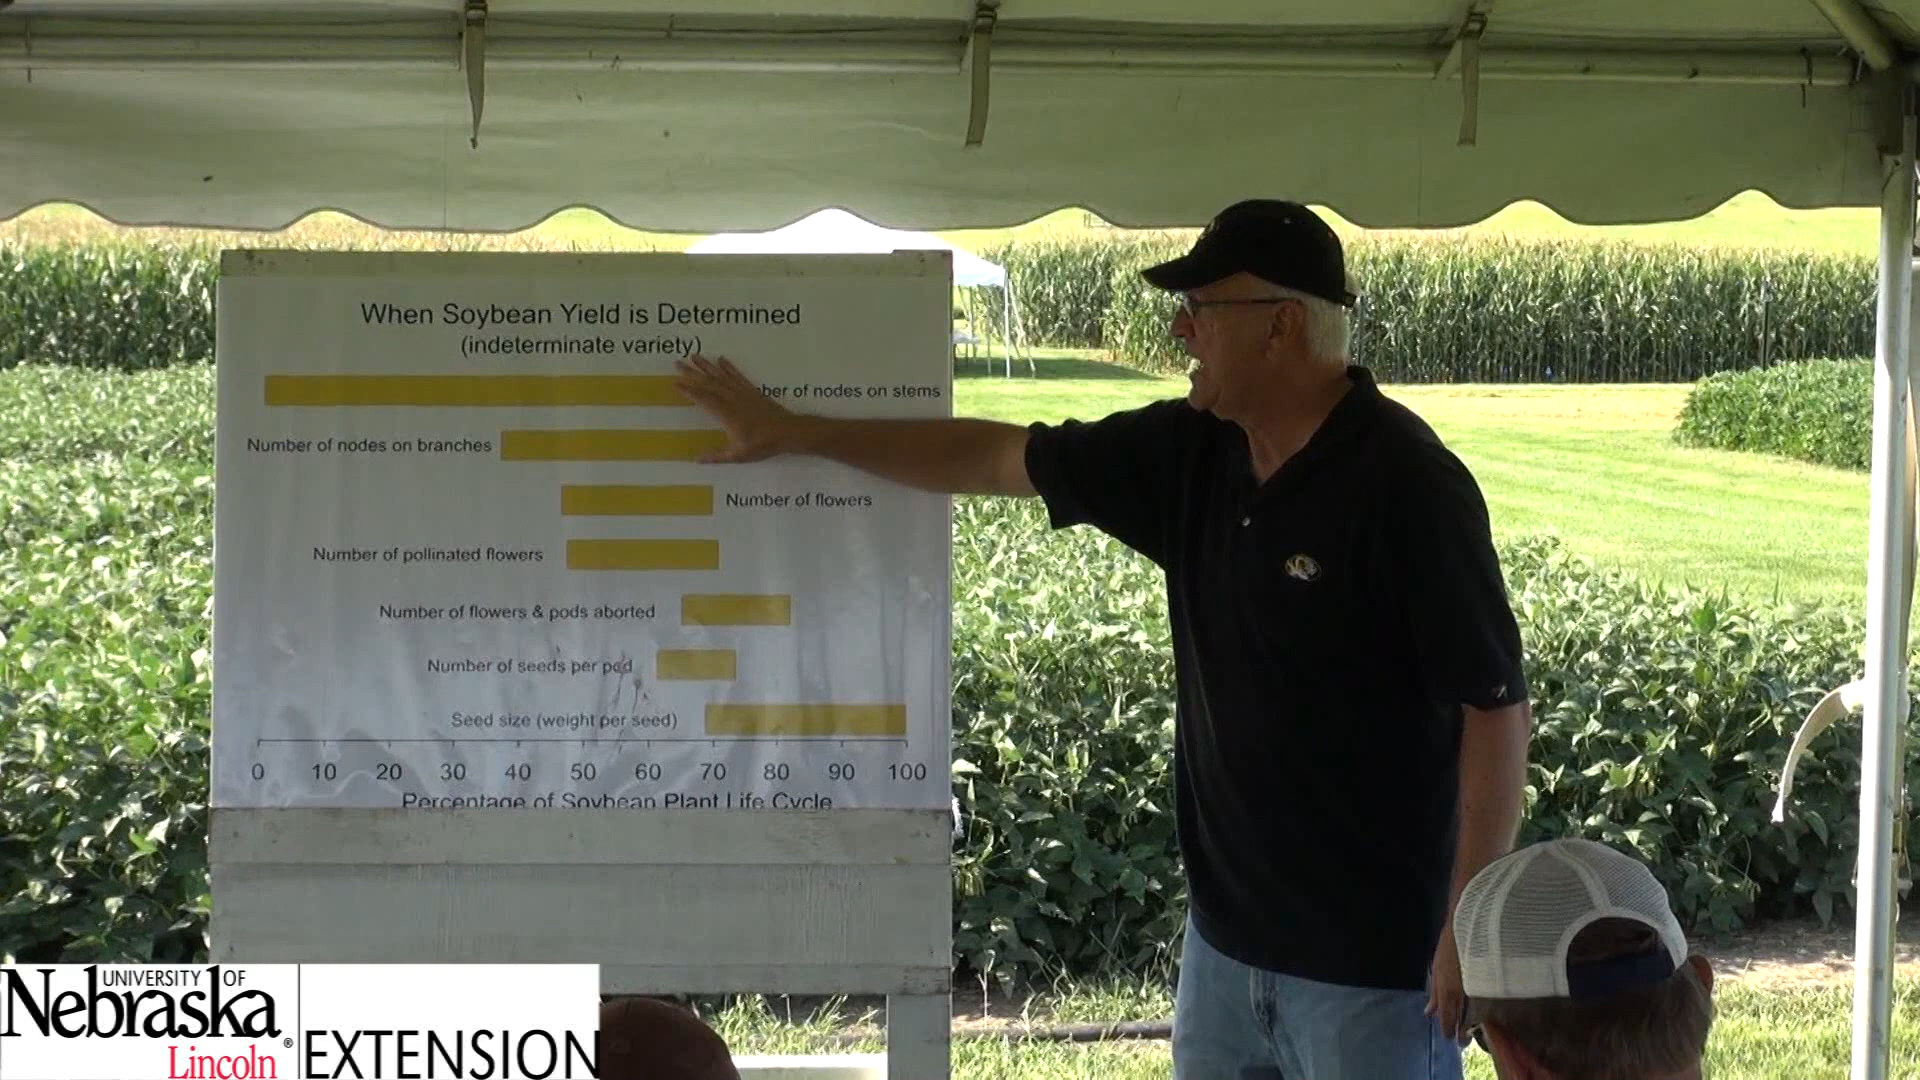 When Soybean Yield is Determined
(indeterminate variety)
of nodes on stems
Number of nodes on branches
Number of flowers
Number of pollinated flowers
Number of flowers & pods aborted
Number of seeds per pod
Seed size (weight per seed)
0 10 20 30 40 50 60 70 80 90 100
Percentage of Soybean Plant Life Cycle
UNIVERSITY OF
Nebraska
Lincoln®
EXTENSION